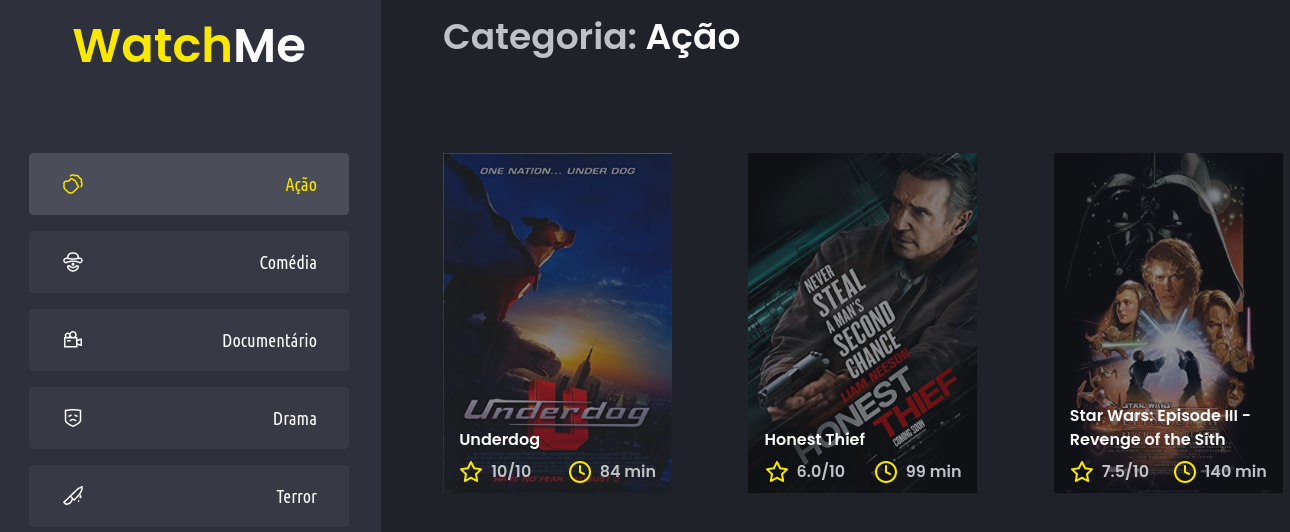 WatchMe
Categoria: Ação
Ação
Comédia
Documentário
Drama
Terror
ONE NATION... UNDER DOG
Underdog
Underdog
10/10
84 min
NEVER
STEAL
A MAN'S
SECOND
CHANCE
LIAM NEESON
HONEST
THIEF
COMING SOON
Honest Thief
6.0/10
99 min
STAR WARS
Star Wars: Episode III -
Revenge of the Sith
7.5/10
140 min